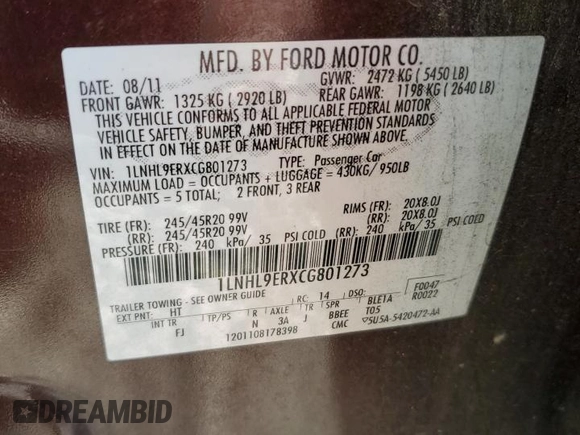 MFD. BY FORD MOTOR CO.
DATE: 08/11 GVWR: 2472 KG ( 5450 LB)
FRONT GAWR: 1325 KG ( 2920 LB) REAR GAWR: 1198 KG ( 2640 LB)
THIS VEHICLE CONFORMS TO ALL APPLICABLE FEDERAL MOTOR
VEHICLE SAFETY, BUMPER, AND THEFT PREVENTION STANDARDS
IN EFFECT ON THE DATE OF MANUFACTURE SHOWN ABOVE.
VIN: 1LNHL9ERXCG801273 TYPE: Passenger Car
MAXIMUM LOAD = OCCUPANTS + LUGGAGE = 430KG/ 950LB
OCCUPANTS = 5 TOTAL; 2 FRONT, 3 REAR
TIRE (FR): 245/45R20 99V RIMS (FR): 20X8.0J
(RR): 245/45R20 99V (RR): 20X8.0J
PRESSURE (FR): 240 kPa/ 35 PSI COLD (RR): 240 kPa/ 35 PSI COLD
1LNHL9ERXCG801273
TRAILER TOWING - SEE OWNER GUIDE RC: 14 DSO: F0047
EXT PNT: HT R0022
INT TR TP/PS R AXLE TR SPR BLE1A
FJ N 3A J BBEE T05
1201108178398 CMC ▽5U5A-5420472-AA
DREAMBID